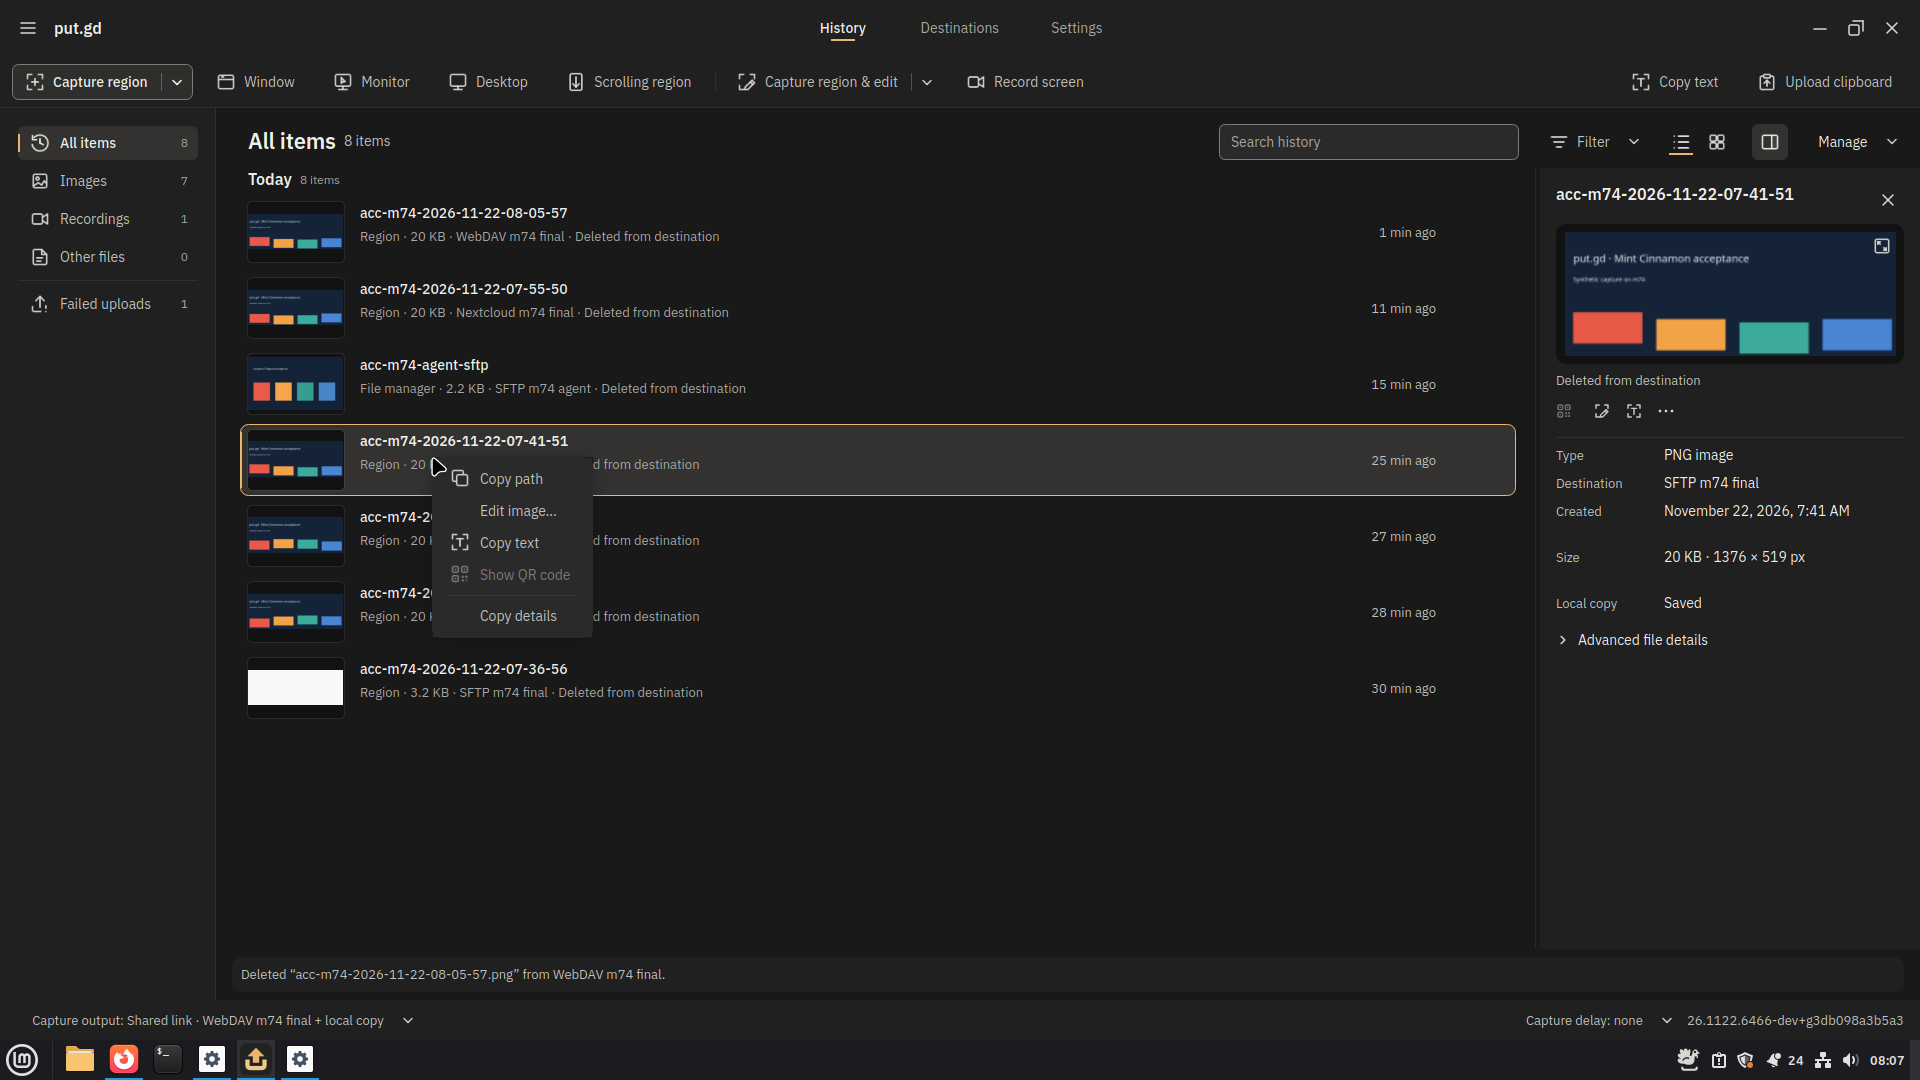 put.gd
History
Destinations
Settings
Capture region
Window
Monitor
Desktop
Scrolling region
Capture region & edit
Record screen
Copy text
Upload clipboard
All items 8
Images 7
Recordings 1
Other files 0
Failed uploads 1
All items 8 items
Search history
Filter
Manage
Today 8 items
acc-m74-2026-11-22-08-05-57
Region · 20 KB · WebDAV m74 final · Deleted from destination
1 min ago
acc-m74-2026-11-22-07-55-50
Region · 20 KB · Nextcloud m74 final · Deleted from destination
11 min ago
acc-m74-agent-sftp
File manager · 2.2 KB · SFTP m74 agent · Deleted from destination
15 min ago
acc-m74-2026-11-22-07-41-51
Region · 20
d from destination
25 min ago
acc-m74-20
Region · 20
d from destination
27 min ago
acc-m74-20
Region · 20
d from destination
28 min ago
acc-m74-2026-11-22-07-36-56
Region · 3.2 KB · SFTP m74 final · Deleted from destination
30 min ago
Copy path
Edit image...
Copy text
Show QR code
Copy details
acc-m74-2026-11-22-07-41-51
put.gd · Mint Cinnamon acceptance
Synthetic capture on m74
Deleted from destination
Type PNG image
Destination SFTP m74 final
Created November 22, 2026, 7:41 AM
Size 20 KB · 1376 × 519 px
Local copy Saved
Advanced file details
Deleted “acc-m74-2026-11-22-08-05-57.png” from WebDAV m74 final.
Capture output: Shared link · WebDAV m74 final + local copy
Capture delay: none
26.1122.6466-dev+g3db098a3b5a3
24
08:07